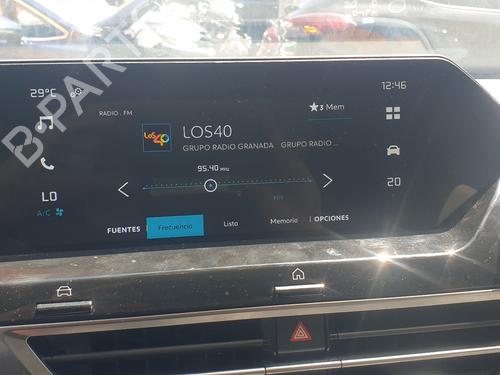 29°C
12:46
RADIO . FM
★3 Mem
LOS40
LOS40
GRUPO RADIO GRANADA GRUPO RADIO ...
95.40 MHz
LO
A/C
20
FUENTES
Frecuencia
Lista
Memoria
OPCIONES
B-PARTS